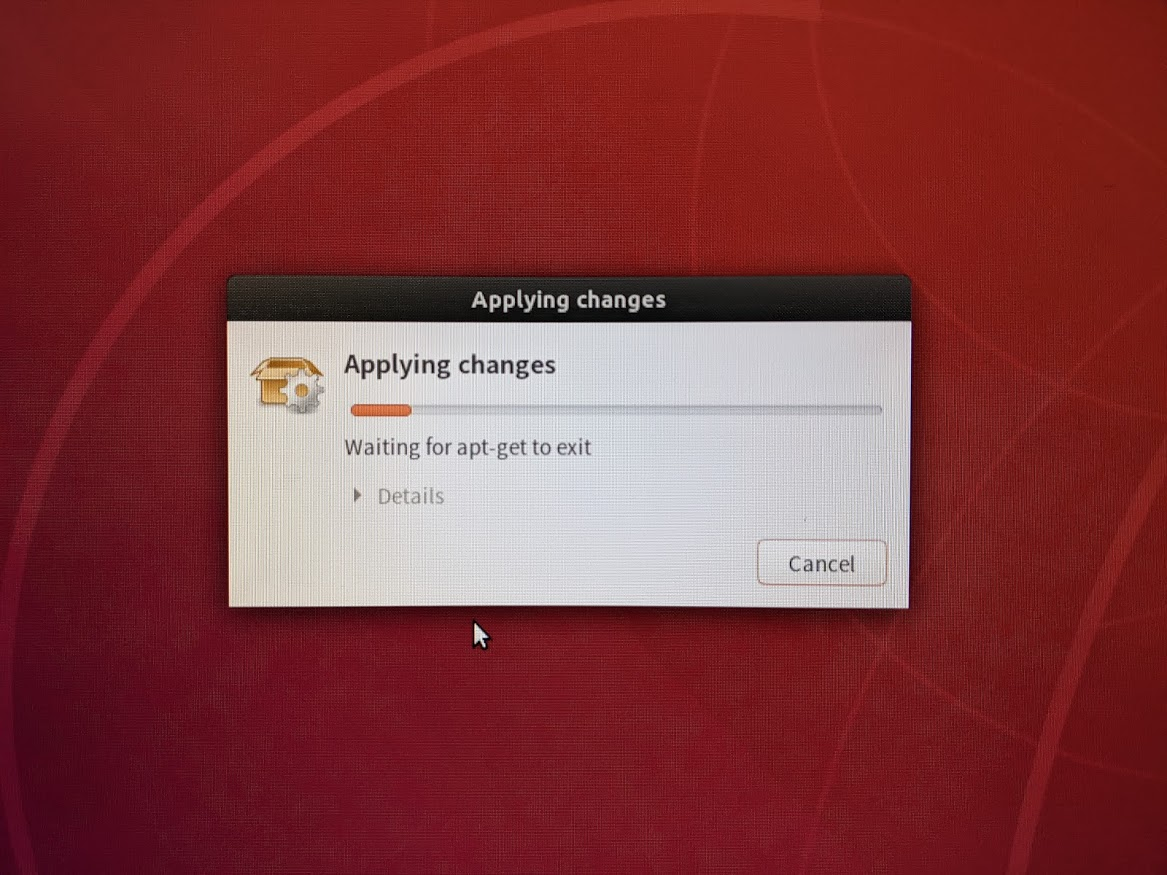 Applying changes
Applying changes
Waiting for apt-get to exit
Details
Cancel